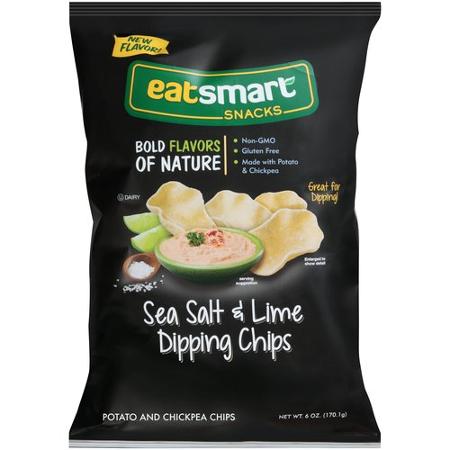 NEW
FLAVOR!
eatsmart
SNACKS
BOLD FLAVORS
OF NATURE
• Non-GMO
• Gluten Free
• Made with Potato
& Chickpea
Great for
Dipping!
U DAIRY
serving
suggestion
Enlarged to
show detail
Sea Salt & Lime
Dipping Chips
POTATO AND CHICKPEA CHIPS
NET WT. 6 OZ. (170.1g)